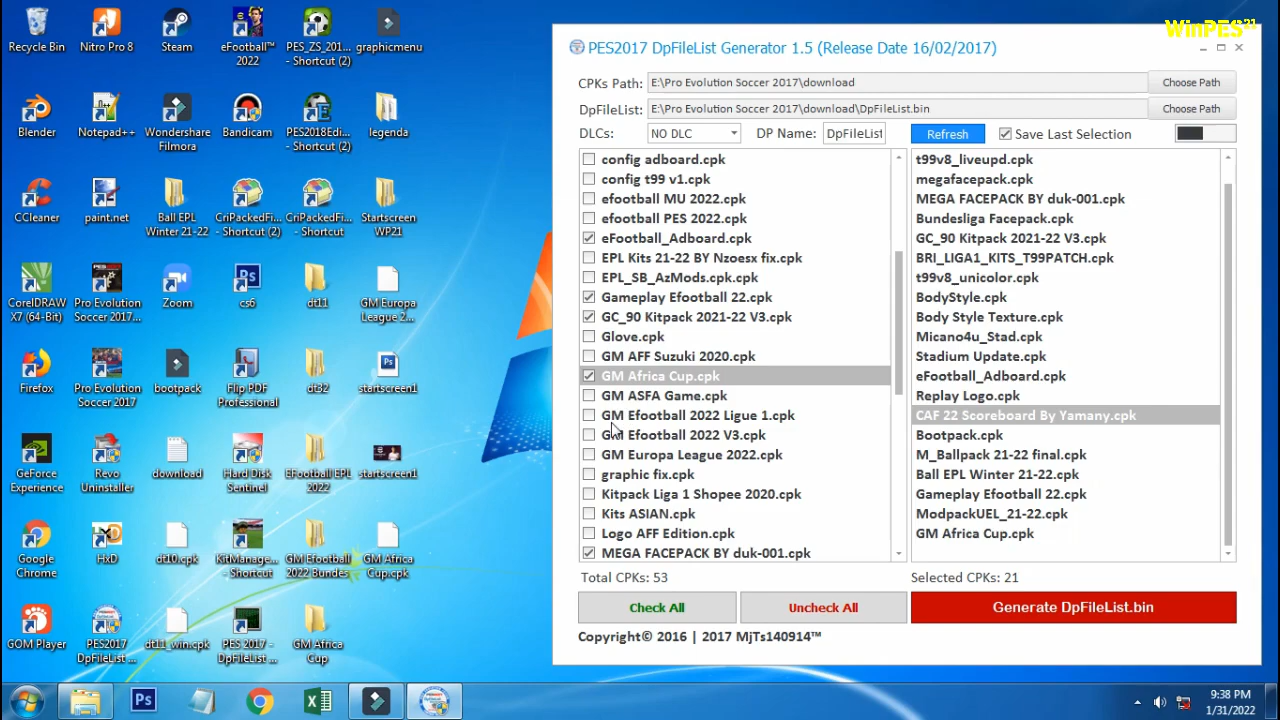 WinPES21
Recycle Bin
Nitro Pro 8
Steam
eFootball™
2022
PES_ZS_201...
- Shortcut (2)
graphicmenu
Blender
Notepad++
Wondershare
Filmora
Bandicam
PES2018Edi...
- Shortcut (2)
legenda
CCleaner
paint.net
Ball EPL
Winter 21-22
CriPackedFi...
- Shortcut (2)
CriPackedFi...
- Shortcut
Startscreen
WP21
CorelDRAW
X7 (64-Bit)
Pro Evolution
Soccer 2017...
Zoom
cs6
dt11
GM Europa
League 2...
Firefox
Pro Evolution
Soccer 2017
bootpack
Flip PDF
Professional
dt32
startscreen1
GeForce
Experience
Revo
Uninstaller
download
Hard Disk
Sentinel
EFootball EPL
2022
startscreen1
Google
Chrome
HxD
dt10.cpk
KitManage...
- Shortcut
GM Efootball
2022 Bundes
GM Africa
Cup.cpk
GOM Player
PES2017
DpFileList ...
dt11_win.cpk
PES 2017 -
DpFileList ...
GM Africa
Cup
PES2017 DpFileList Generator 1.5 (Release Date 16/02/2017)
CPKs Path: E:\Pro Evolution Soccer 2017\download Choose Path
DpFileList: E:\Pro Evolution Soccer 2017\download\DpFileList.bin Choose Path
DLCs: NO DLC DP Name: DpFileList Refresh Save Last Selection
config adboard.cpk
config t99 v1.cpk
efootball MU 2022.cpk
efootball PES 2022.cpk
eFootball_Adboard.cpk
EPL Kits 21-22 BY Nzoesx fix.cpk
EPL_SB_AzMods.cpk.cpk
Gameplay Efootball 22.cpk
GC_90 Kitpack 2021-22 V3.cpk
Glove.cpk
GM AFF Suzuki 2020.cpk
GM Africa Cup.cpk
GM ASFA Game.cpk
GM Efootball 2022 Ligue 1.cpk
GM Efootball 2022 V3.cpk
GM Europa League 2022.cpk
graphic fix.cpk
Kitpack Liga 1 Shopee 2020.cpk
Kits ASIAN.cpk
Logo AFF Edition.cpk
MEGA FACEPACK BY duk-001.cpk
t99v8_liveupd.cpk
megafacepack.cpk
MEGA FACEPACK BY duk-001.cpk
Bundesliga Facepack.cpk
GC_90 Kitpack 2021-22 V3.cpk
BRI_LIGA1_KITS_T99PATCH.cpk
t99v8_unicolor.cpk
BodyStyle.cpk
Body Style Texture.cpk
Micano4u_Stad.cpk
Stadium Update.cpk
eFootball_Adboard.cpk
Replay Logo.cpk
CAF 22 Scoreboard By Yamany.cpk
Bootpack.cpk
M_Ballpack 21-22 final.cpk
Ball EPL Winter 21-22.cpk
Gameplay Efootball 22.cpk
ModpackUEL_21-22.cpk
GM Africa Cup.cpk
Total CPKs: 53
Selected CPKs: 21
Check All
Uncheck All
Generate DpFileList.bin
Copyright© 2016 | 2017 MjTs140914™
Ps
9:38 PM
1/31/2022